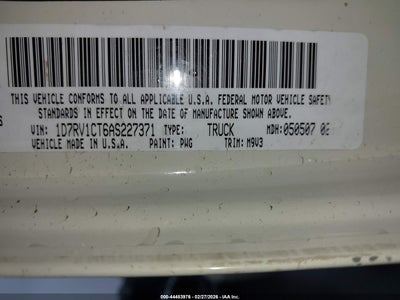 THIS VEHICLE CONFORMS TO ALL APPLICABLE U.S.A. FEDERAL MOTOR VEHICLE SAFETY
STANDARDS IN EFFECT ON THE DATE OF MANUFACTURE SHOWN ABOVE.
VIN: 1D7RV1CT6AS227371 TYPE: TRUCK MDH: 050507 02
VEHICLE MADE IN U.S.A. PAINT: PWG TRIM: M9V3
000-44463976 - 02/27/2026 - IAA Inc.